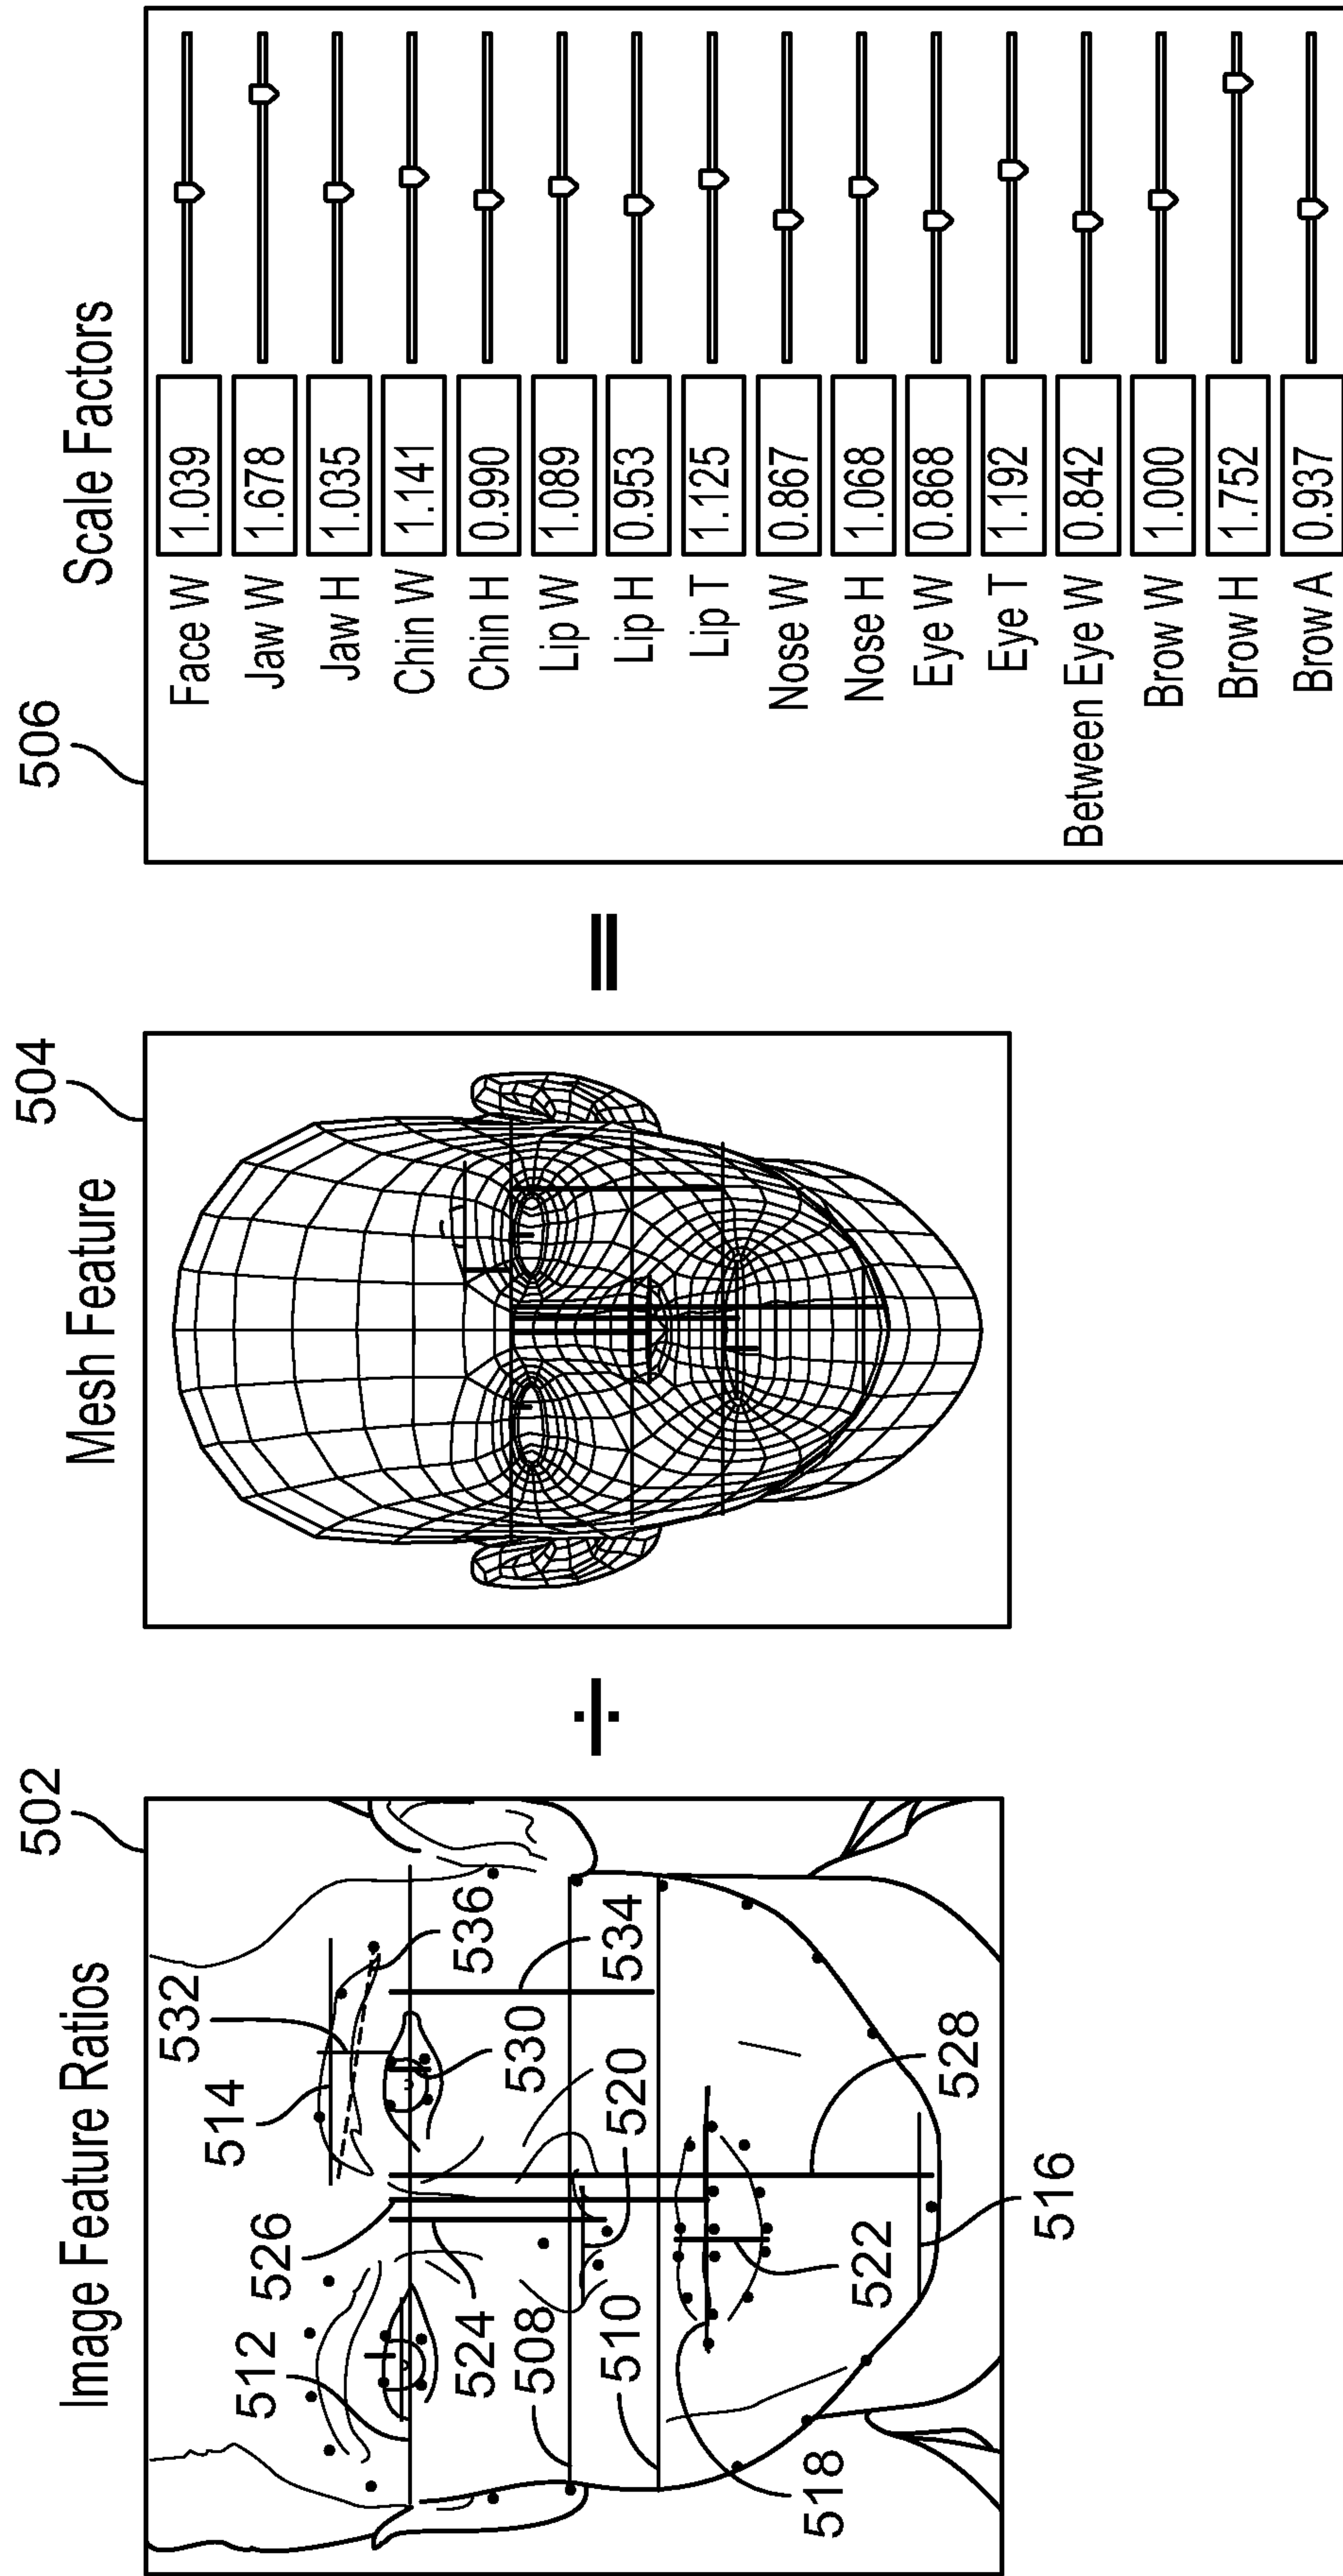 Image Feature Ratios
502
514
532
536
534
530
520
528
526
512
524
508
510
522
518
516
÷
Mesh Feature
504
=
Scale Factors
506
Face W 1.039
Jaw W 1.678
Jaw H 1.035
Chin W 1.141
Chin H 0.990
Lip W 1.089
Lip H 0.953
Lip T 1.125
Nose W 0.867
Nose H 1.068
Eye W 0.868
Eye T 1.192
Between Eye W 0.842
Brow W 1.000
Brow H 1.752
Brow A 0.937